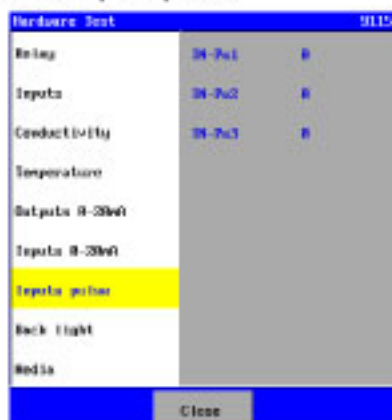 Hardware Test 9115
Relay
IN-Pu1 0
Inputs
IN-Pu2 0
Conductivity
IN-Pu3 0
Temperature
Outputs 0-20mA
Inputs 0-20mA
Inputs pulse
Back light
Media
Close